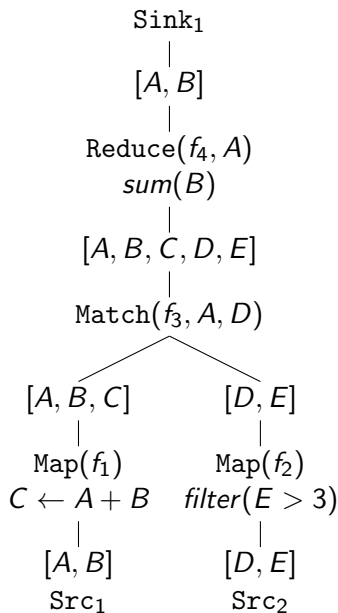 Sink₁
[A, B]
Reduce(f₄, A)
sum(B)
[A, B, C, D, E]
Match(f₃, A, D)
[A, B, C] [D, E]
Map(f₁) Map(f₂)
C ← A + B filter(E > 3)
[A, B] [D, E]
Src₁ Src₂